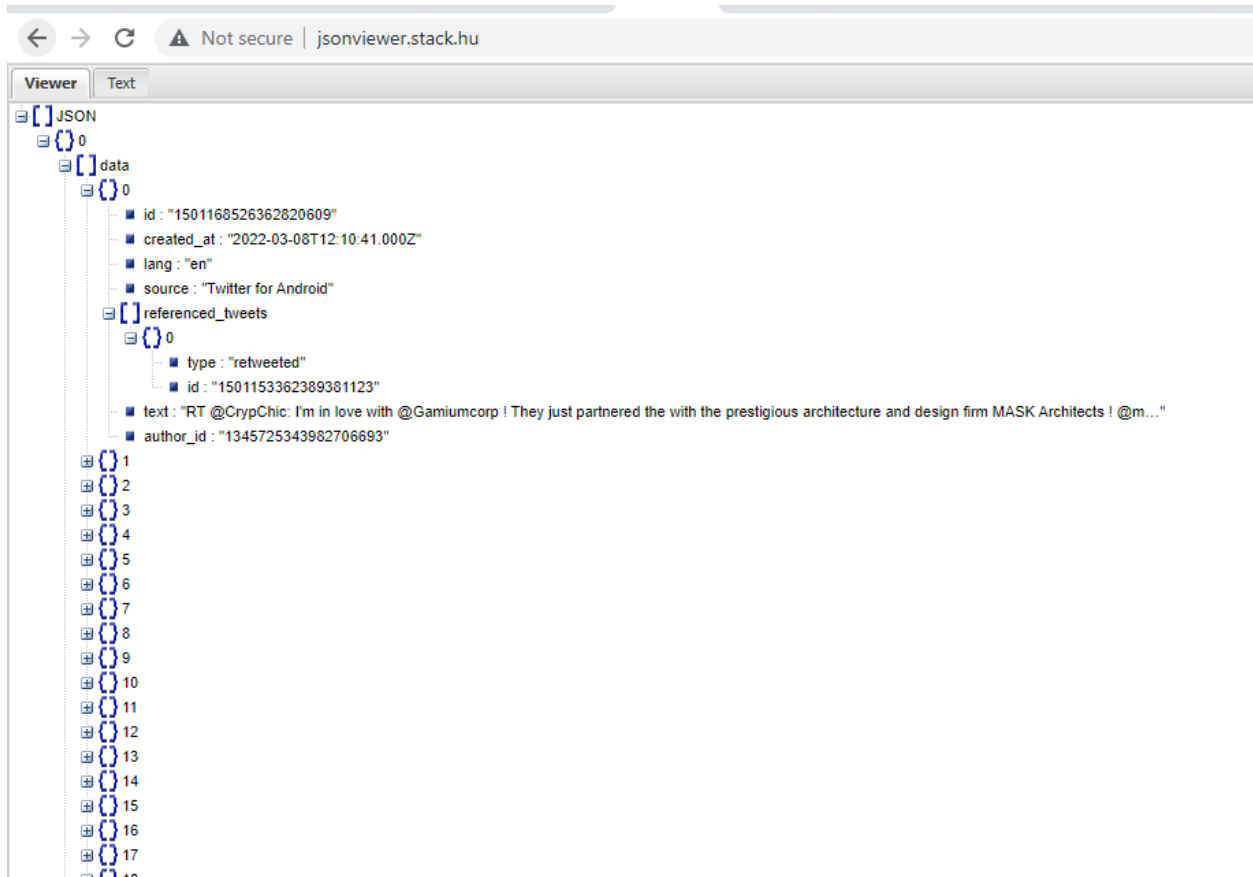 Not secure | jsonviewer.stack.hu
Viewer Text
[ ] JSON
{ } 0
[ ] data
{ } 0
id : "1501168526362820609"
created_at : "2022-03-08T12:10:41.000Z"
lang : "en"
source : "Twitter for Android"
[ ] referenced_tweets
{ } 0
type : "retweeted"
id : "1501153362389381123"
text : "RT @CrypChic: I'm in love with @Gamiumcorp ! They just partnered the with the prestigious architecture and design firm MASK Architects ! @m..."
author_id : "1345725343982706693"
{ } 1
{ } 2
{ } 3
{ } 4
{ } 5
{ } 6
{ } 7
{ } 8
{ } 9
{ } 10
{ } 11
{ } 12
{ } 13
{ } 14
{ } 15
{ } 16
{ } 17